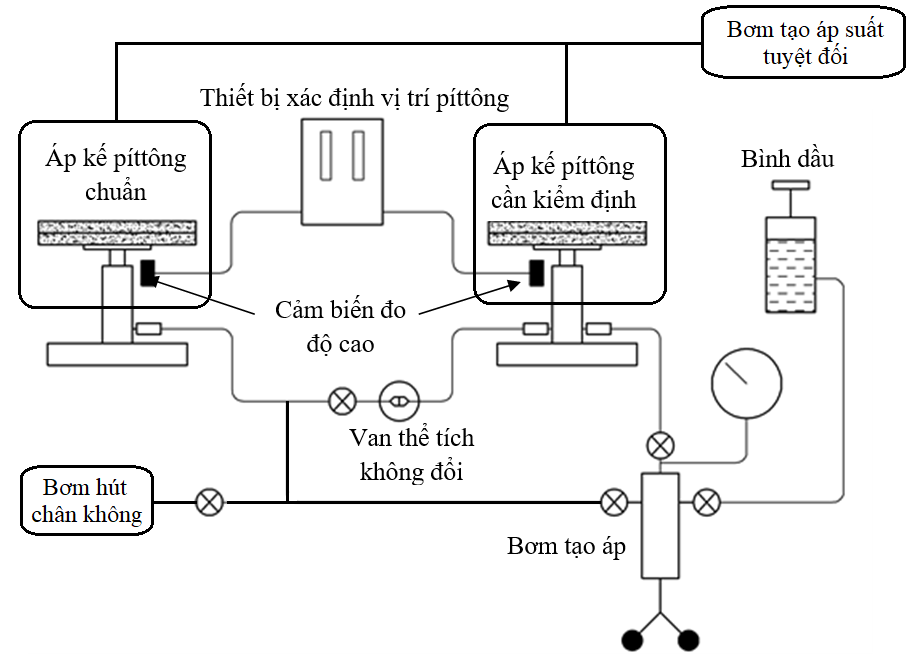 Bơm tạo áp suất
tuyệt đối
Thiết bị xác định vị trí píttông
Áp kế píttông
chuẩn
Áp kế píttông
cần kiểm định
Bình dầu
Cảm biến đo
độ cao
Van thể tích
không đổi
Bơm hút
chân không
Bơm tạo áp